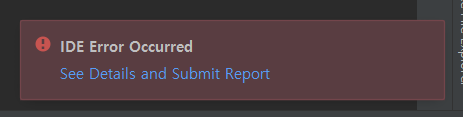 IDE Error Occurred
See Details and Submit Report